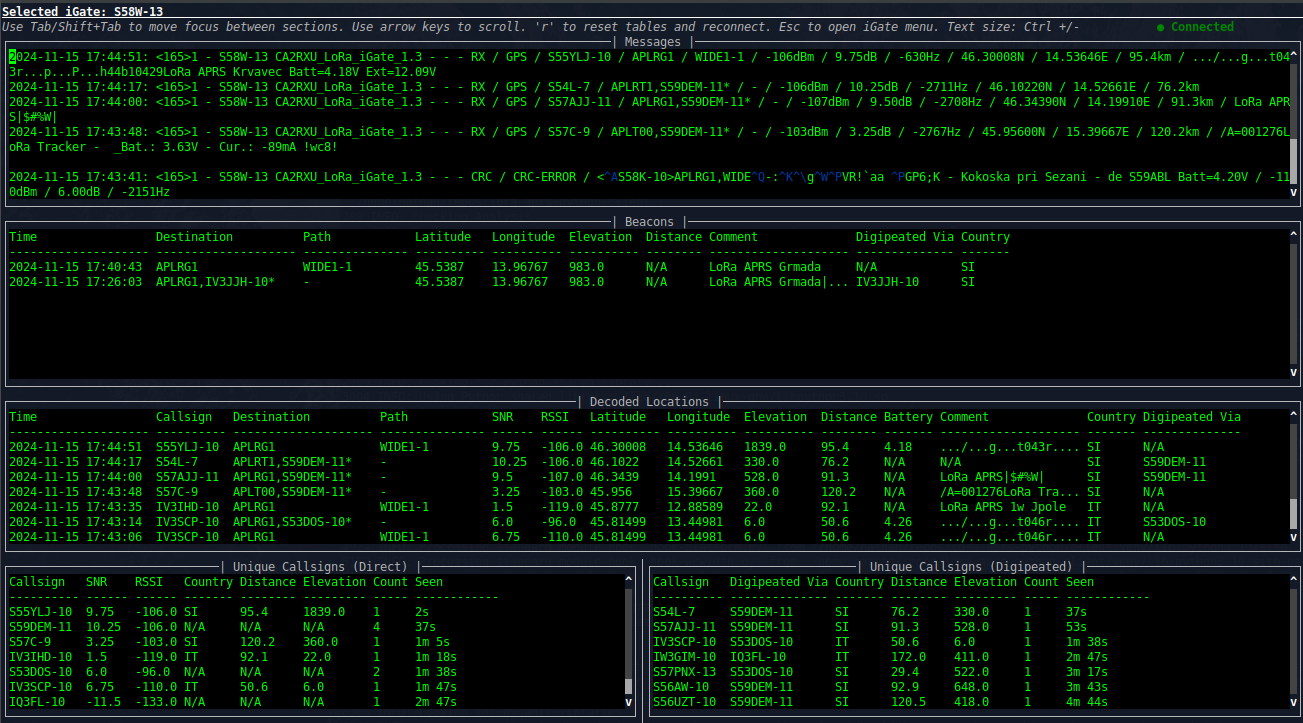 Selected iGate: S58W-13
Use Tab/Shift+Tab to move focus between sections. Use arrow keys to scroll. 'r' to reset tables and reconnect. Esc to open iGate menu. Text size: Ctrl +/- ● Connected
Messages
2024-11-15 17:44:51: <165>1 - S58W-13 CA2RXU_LoRa_iGate_1.3 - - - RX / GPS / S55YLJ-10 / APLRG1 / WIDE1-1 / -106dBm / 9.75dB / -630Hz / 46.30008N / 14.53646E / 95.4km / .../...g...t04
3r...p...P...h44b10429LoRa APRS Krvavec Batt=4.18V Ext=12.09V
2024-11-15 17:44:17: <165>1 - S58W-13 CA2RXU_LoRa_iGate_1.3 - - - RX / GPS / S54L-7 / APLRT1,S59DEM-11* / - / -106dBm / 10.25dB / -2711Hz / 46.10220N / 14.52661E / 76.2km
2024-11-15 17:44:00: <165>1 - S58W-13 CA2RXU_LoRa_iGate_1.3 - - - RX / GPS / S57AJJ-11 / APLRG1,S59DEM-11* / - / -107dBm / 9.50dB / -2708Hz / 46.34390N / 14.19910E / 91.3km / LoRa APR
S|$#%W|
2024-11-15 17:43:48: <165>1 - S58W-13 CA2RXU_LoRa_iGate_1.3 - - - RX / GPS / S57C-9 / APLT00,S59DEM-11* / - / -103dBm / 3.25dB / -2767Hz / 45.95600N / 15.39667E / 120.2km / /A=001276L
oRa Tracker -  _Bat.: 3.63V - Cur.: -89mA !wc8!
2024-11-15 17:43:41: <165>1 - S58W-13 CA2RXU_LoRa_iGate_1.3 - - - CRC / CRC-ERROR / <^AS58K-10>APLRG1,WIDE^Q-:^K^\g^W^PVR!`aa ^PGP6;K - Kokoska pri Sezani - de S59ABL Batt=4.20V / -11
0dBm / 6.00dB / -2151Hz
Beacons
Time Destination Path Latitude Longitude Elevation Distance Comment Digipeated Via Country
2024-11-15 17:40:43 APLRG1 WIDE1-1 45.5387 13.96767 983.0 N/A LoRa APRS Grmada N/A SI
2024-11-15 17:26:03 APLRG1,IV3JJH-10* - 45.5387 13.96767 983.0 N/A LoRa APRS Grmada|... IV3JJH-10 SI
Decoded Locations
Time Callsign Destination Path SNR RSSI Latitude Longitude Elevation Distance Battery Comment Country Digipeated Via
2024-11-15 17:44:51 S55YLJ-10 APLRG1 WIDE1-1 9.75 -106.0 46.30008 14.53646 1839.0 95.4 4.18 .../...g...t043r.... SI N/A
2024-11-15 17:44:17 S54L-7 APLRT1,S59DEM-11* - 10.25 -106.0 46.1022 14.52661 330.0 76.2 N/A N/A SI S59DEM-11
2024-11-15 17:44:00 S57AJJ-11 APLRG1,S59DEM-11* - 9.5 -107.0 46.3439 14.1991 528.0 91.3 N/A LoRa APRS|$#%W| SI S59DEM-11
2024-11-15 17:43:48 S57C-9 APLT00,S59DEM-11* - 3.25 -103.0 45.956 15.39667 360.0 120.2 N/A /A=001276LoRa Tra... SI N/A
2024-11-15 17:43:35 IV3IHD-10 APLRG1 WIDE1-1 1.5 -119.0 45.8777 12.88589 22.0 92.1 N/A LoRa APRS 1w Jpole IT N/A
2024-11-15 17:43:14 IV3SCP-10 APLRG1,S53DOS-10* - 6.0 -96.0 45.81499 13.44981 6.0 50.6 4.26 .../...g...t046r.... IT S53DOS-10
2024-11-15 17:43:06 IV3SCP-10 APLRG1 WIDE1-1 6.75 -110.0 45.81499 13.44981 6.0 50.6 4.26 .../...g...t046r.... IT N/A
Unique Callsigns (Direct)
Callsign SNR RSSI Country Distance Elevation Count Seen
S55YLJ-10 9.75 -106.0 SI 95.4 1839.0 1 2s
S59DEM-11 10.25 -106.0 N/A N/A N/A 4 37s
S57C-9 3.25 -103.0 SI 120.2 360.0 1 1m 5s
IV3IHD-10 1.5 -119.0 IT 92.1 22.0 1 1m 18s
S53DOS-10 6.0 -96.0 N/A N/A N/A 2 1m 38s
IV3SCP-10 6.75 -110.0 IT 50.6 6.0 1 1m 47s
IQ3FL-10 -11.5 -133.0 N/A N/A N/A 1 2m 47s
Unique Callsigns (Digipeated)
Callsign Digipeated Via Country Distance Elevation Count Seen
S54L-7 S59DEM-11 SI 76.2 330.0 1 37s
S57AJJ-11 S59DEM-11 SI 91.3 528.0 1 53s
IV3SCP-10 S53DOS-10 IT 50.6 6.0 1 1m 38s
IW3GIM-10 IQ3FL-10 IT 172.0 411.0 1 2m 47s
S57PNX-13 S53DOS-10 SI 29.4 522.0 1 3m 17s
S56AW-10 S59DEM-11 SI 92.9 648.0 1 3m 43s
S56UZT-10 S59DEM-11 SI 120.5 418.0 1 4m 44s